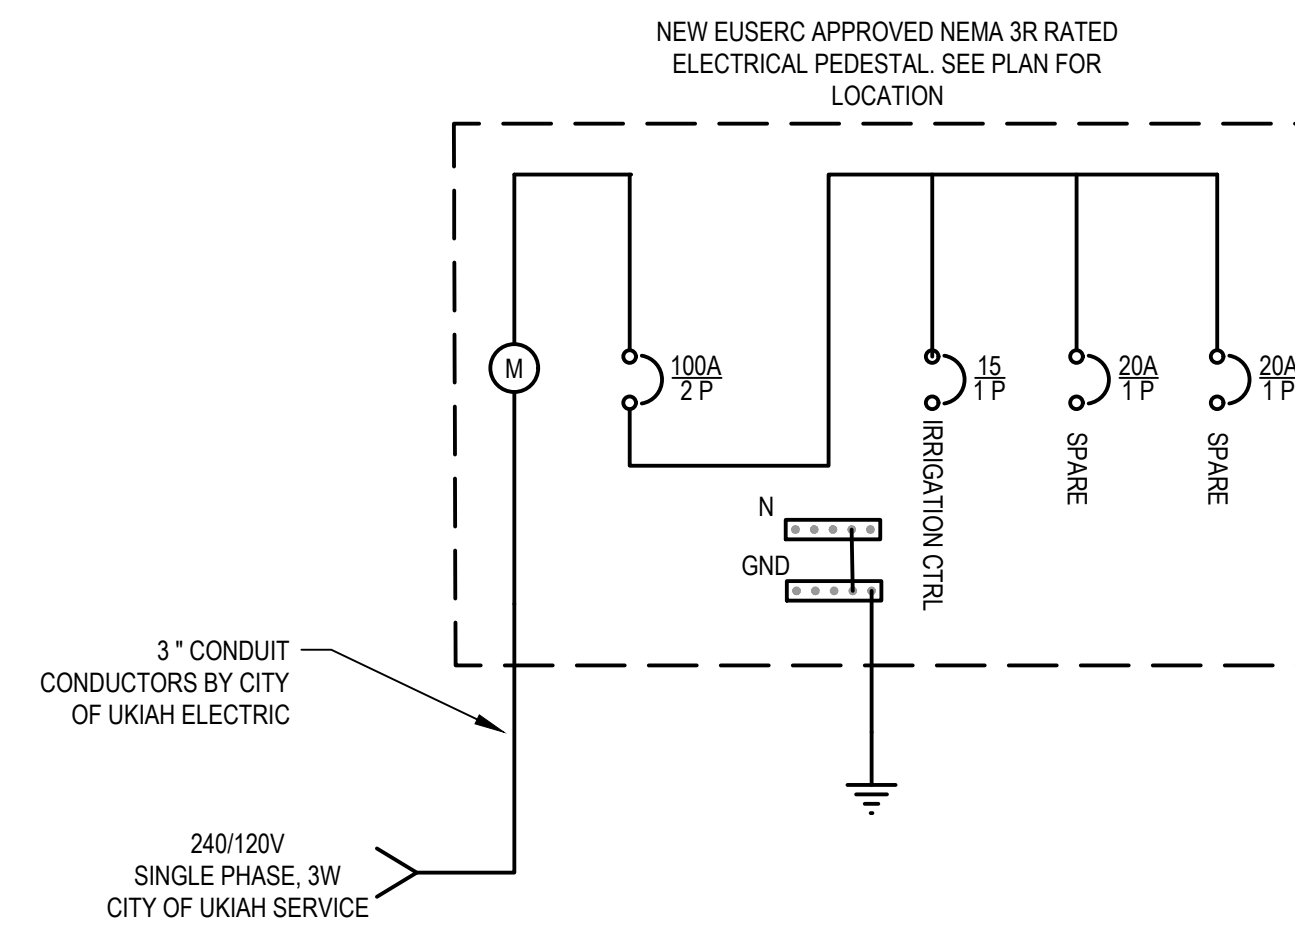 NEW EUSERC APPROVED NEMA 3R RATED
ELECTRICAL PEDESTAL. SEE PLAN FOR
LOCATION
M
100A
2 P
15
1 P
20A
1 P
20A
1 P
IRRIGATION CTRL
SPARE
SPARE
N
GND
3 " CONDUIT
CONDUCTORS BY CITY
OF UKIAH ELECTRIC
240/120V
SINGLE PHASE, 3W
CITY OF UKIAH SERVICE